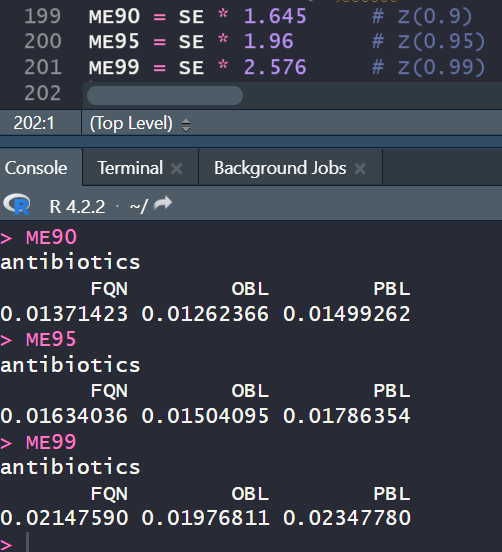 199 ME90 = SE * 1.645 # z(0.9)
200 ME95 = SE * 1.96 # z(0.95)
201 ME99 = SE * 2.576 # z(0.99)
202
202:1 (Top Level)
Console Terminal Background Jobs
R R 4.2.2 · ~/
> ME90
antibiotics
FQN OBL PBL
0.01371423 0.01262366 0.01499262
> ME95
antibiotics
FQN OBL PBL
0.01634036 0.01504095 0.01786354
> ME99
antibiotics
FQN OBL PBL
0.02147590 0.01976811 0.02347780
>